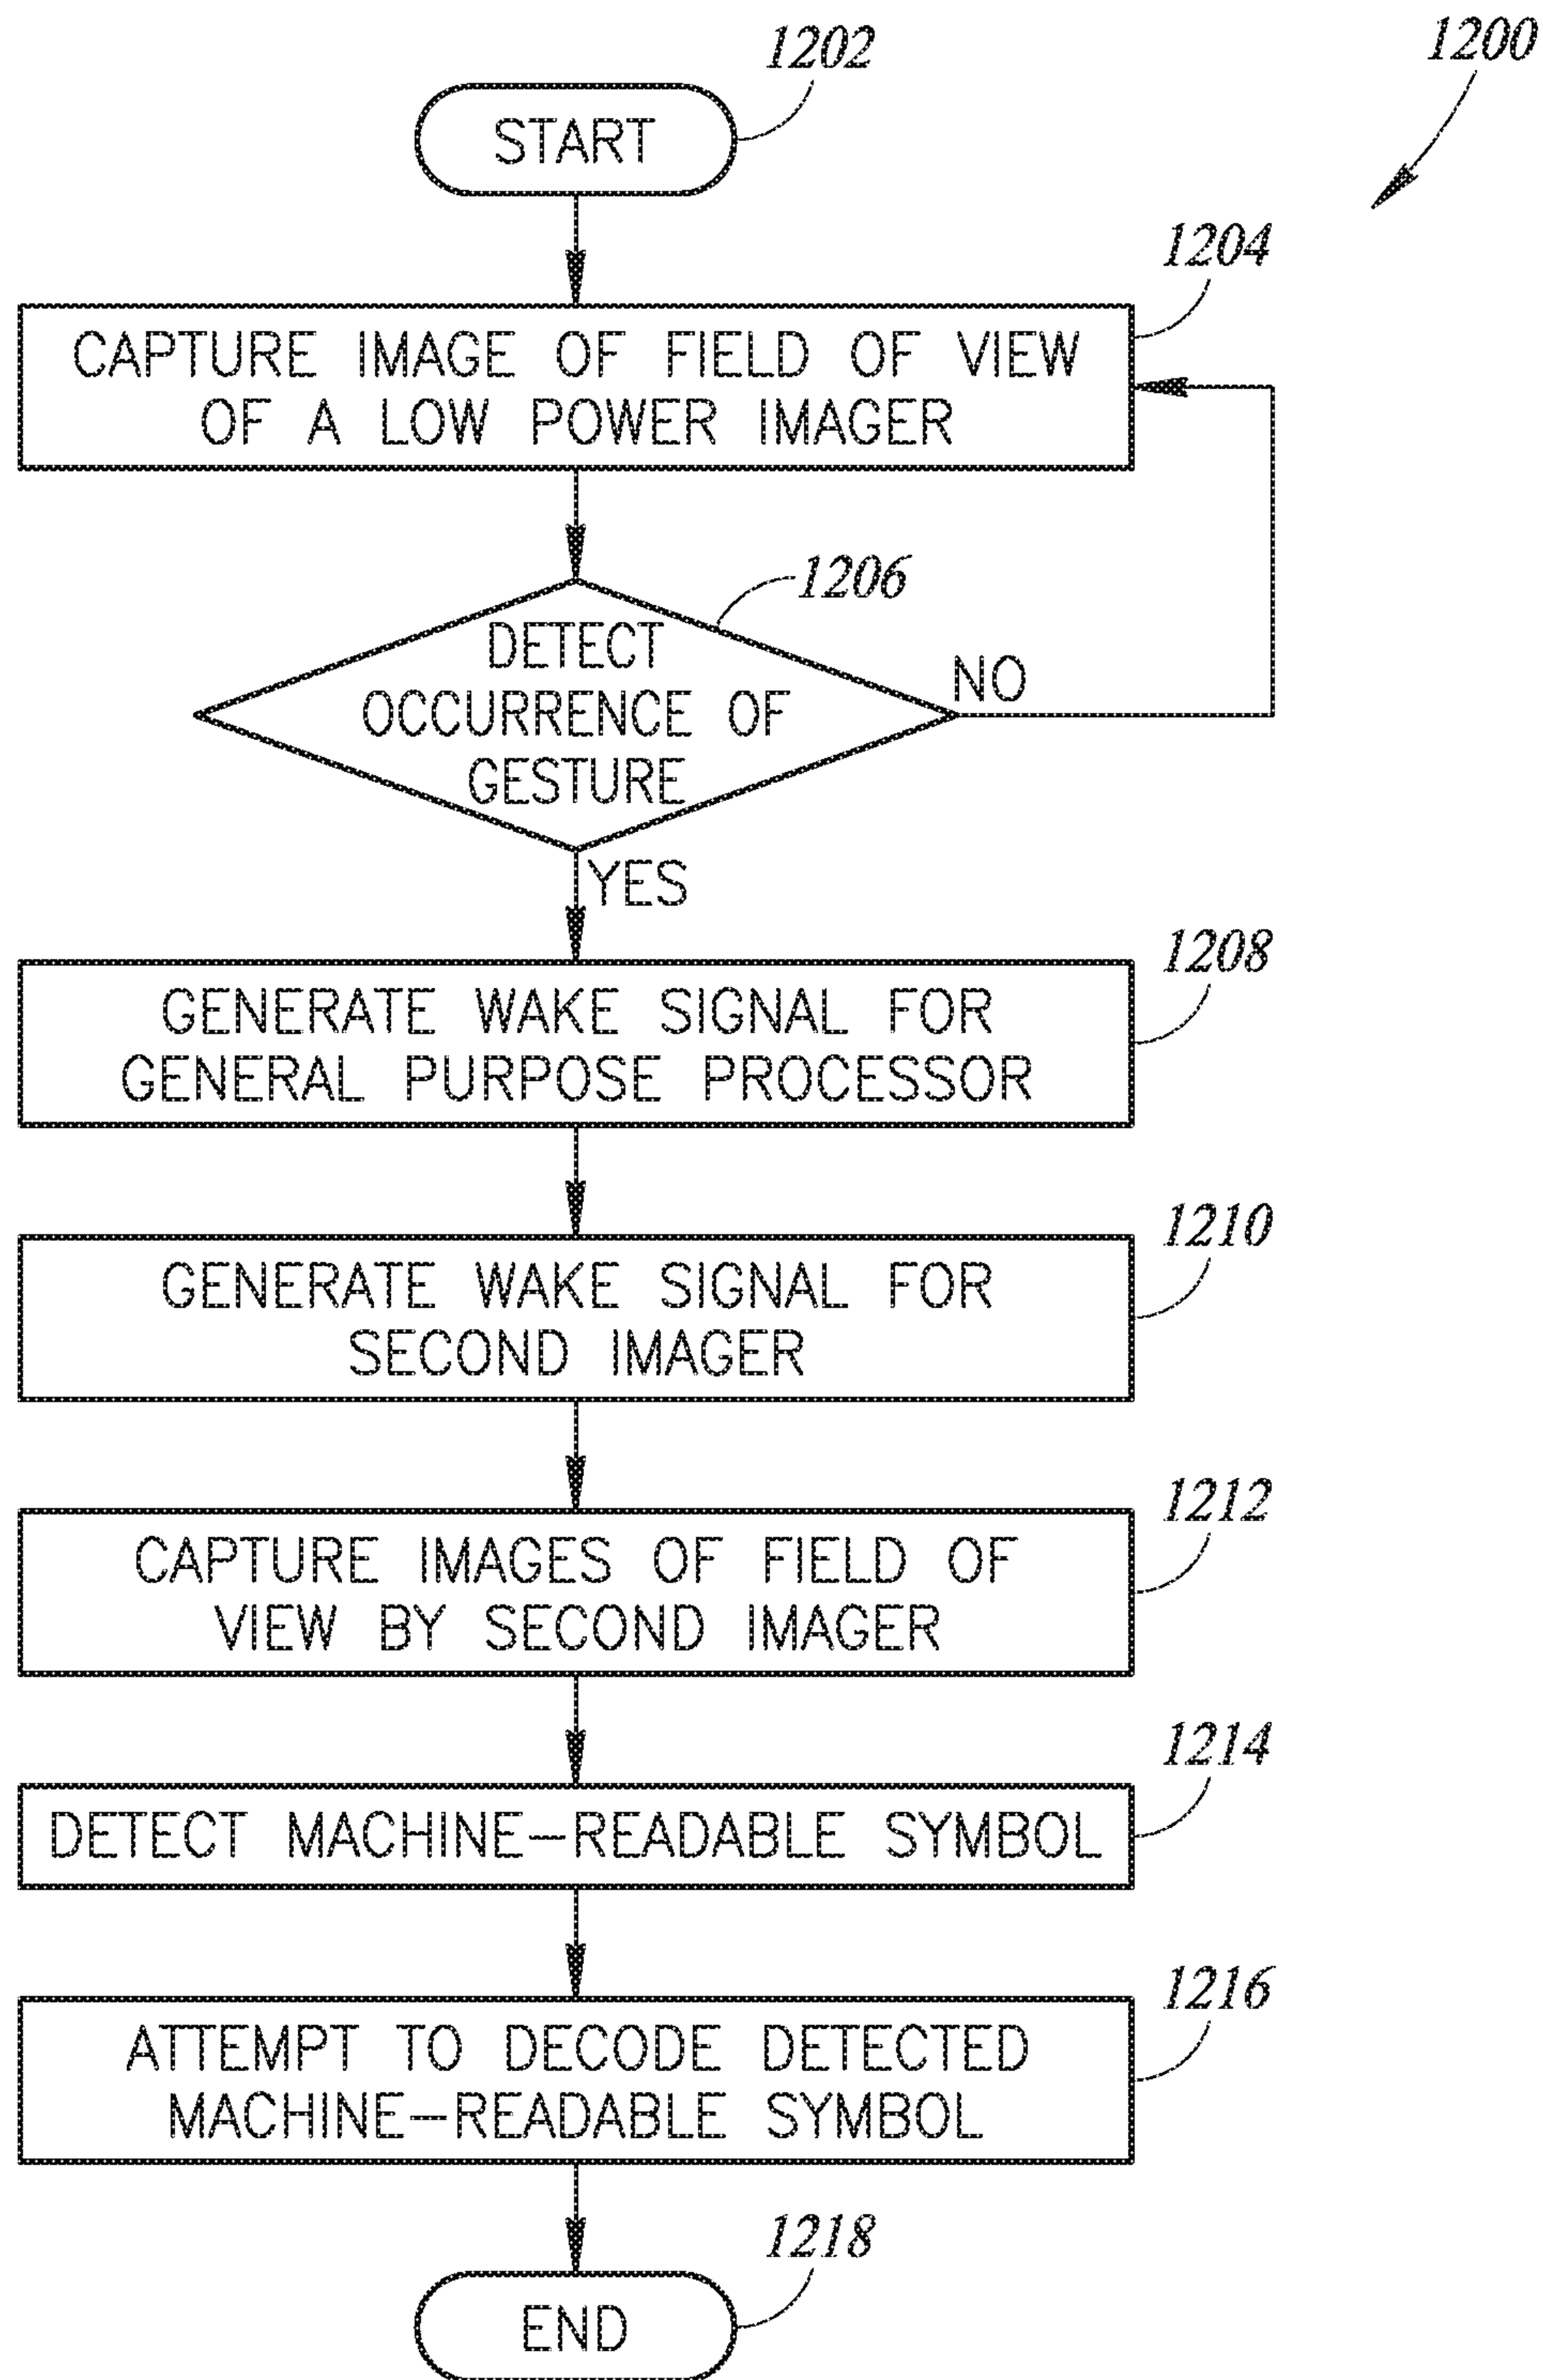 1200
1202
START
1204
CAPTURE IMAGE OF FIELD OF VIEW
OF A LOW POWER IMAGER
1206
DETECT
OCCURRENCE OF
GESTURE
NO
YES
1208
GENERATE WAKE SIGNAL FOR
GENERAL PURPOSE PROCESSOR
1210
GENERATE WAKE SIGNAL FOR
SECOND IMAGER
1212
CAPTURE IMAGES OF FIELD OF
VIEW BY SECOND IMAGER
1214
DETECT MACHINE-READABLE SYMBOL
1216
ATTEMPT TO DECODE DETECTED
MACHINE-READABLE SYMBOL
1218
END